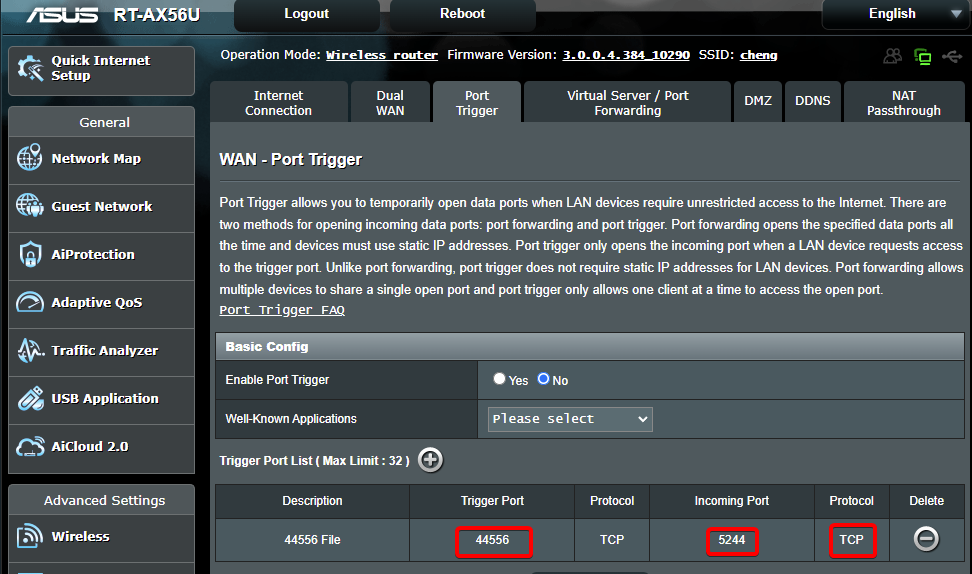 ASUS RT-AX56U
Logout
Reboot
English
Quick Internet
Setup
General
Network Map
Guest Network
AiProtection
Adaptive QoS
Traffic Analyzer
USB Application
AiCloud 2.0
Advanced Settings
Wireless
Operation Mode: Wireless router Firmware Version: 3.0.0.4.384_10290 SSID: cheng
Internet
Connection
Dual
WAN
Port
Trigger
Virtual Server / Port
Forwarding
DMZ
DDNS
NAT
Passthrough
WAN - Port Trigger
Port Trigger allows you to temporarily open data ports when LAN devices require unrestricted access to the Internet. There are
two methods for opening incoming data ports: port forwarding and port trigger. Port forwarding opens the specified data ports all
the time and devices must use static IP addresses. Port trigger only opens the incoming port when a LAN device requests access
to the trigger port. Unlike port forwarding, port trigger does not require static IP addresses for LAN devices. Port forwarding allows
multiple devices to share a single open port and port trigger only allows one client at a time to access the open port.
Port Trigger FAQ
Basic Config
Enable Port Trigger Yes No
Well-Known Applications Please select
Trigger Port List ( Max Limit : 32 )
Description Trigger Port Protocol Incoming Port Protocol Delete
44556 File 44556 TCP 5244 TCP